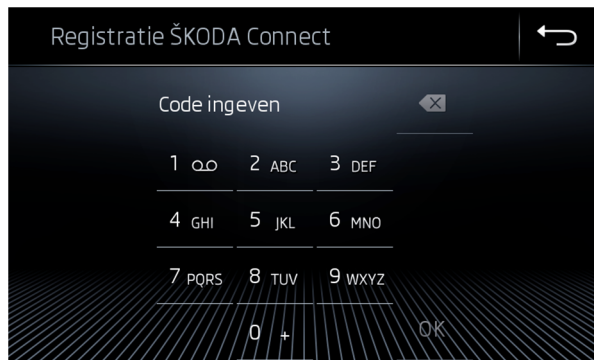 Registratie ŠKODA Connect
Code ingeven
1 2 ABC 3 DEF
4 GHI 5 JKL 6 MNO
7 PQRS 8 TUV 9 WXYZ
0 + OK